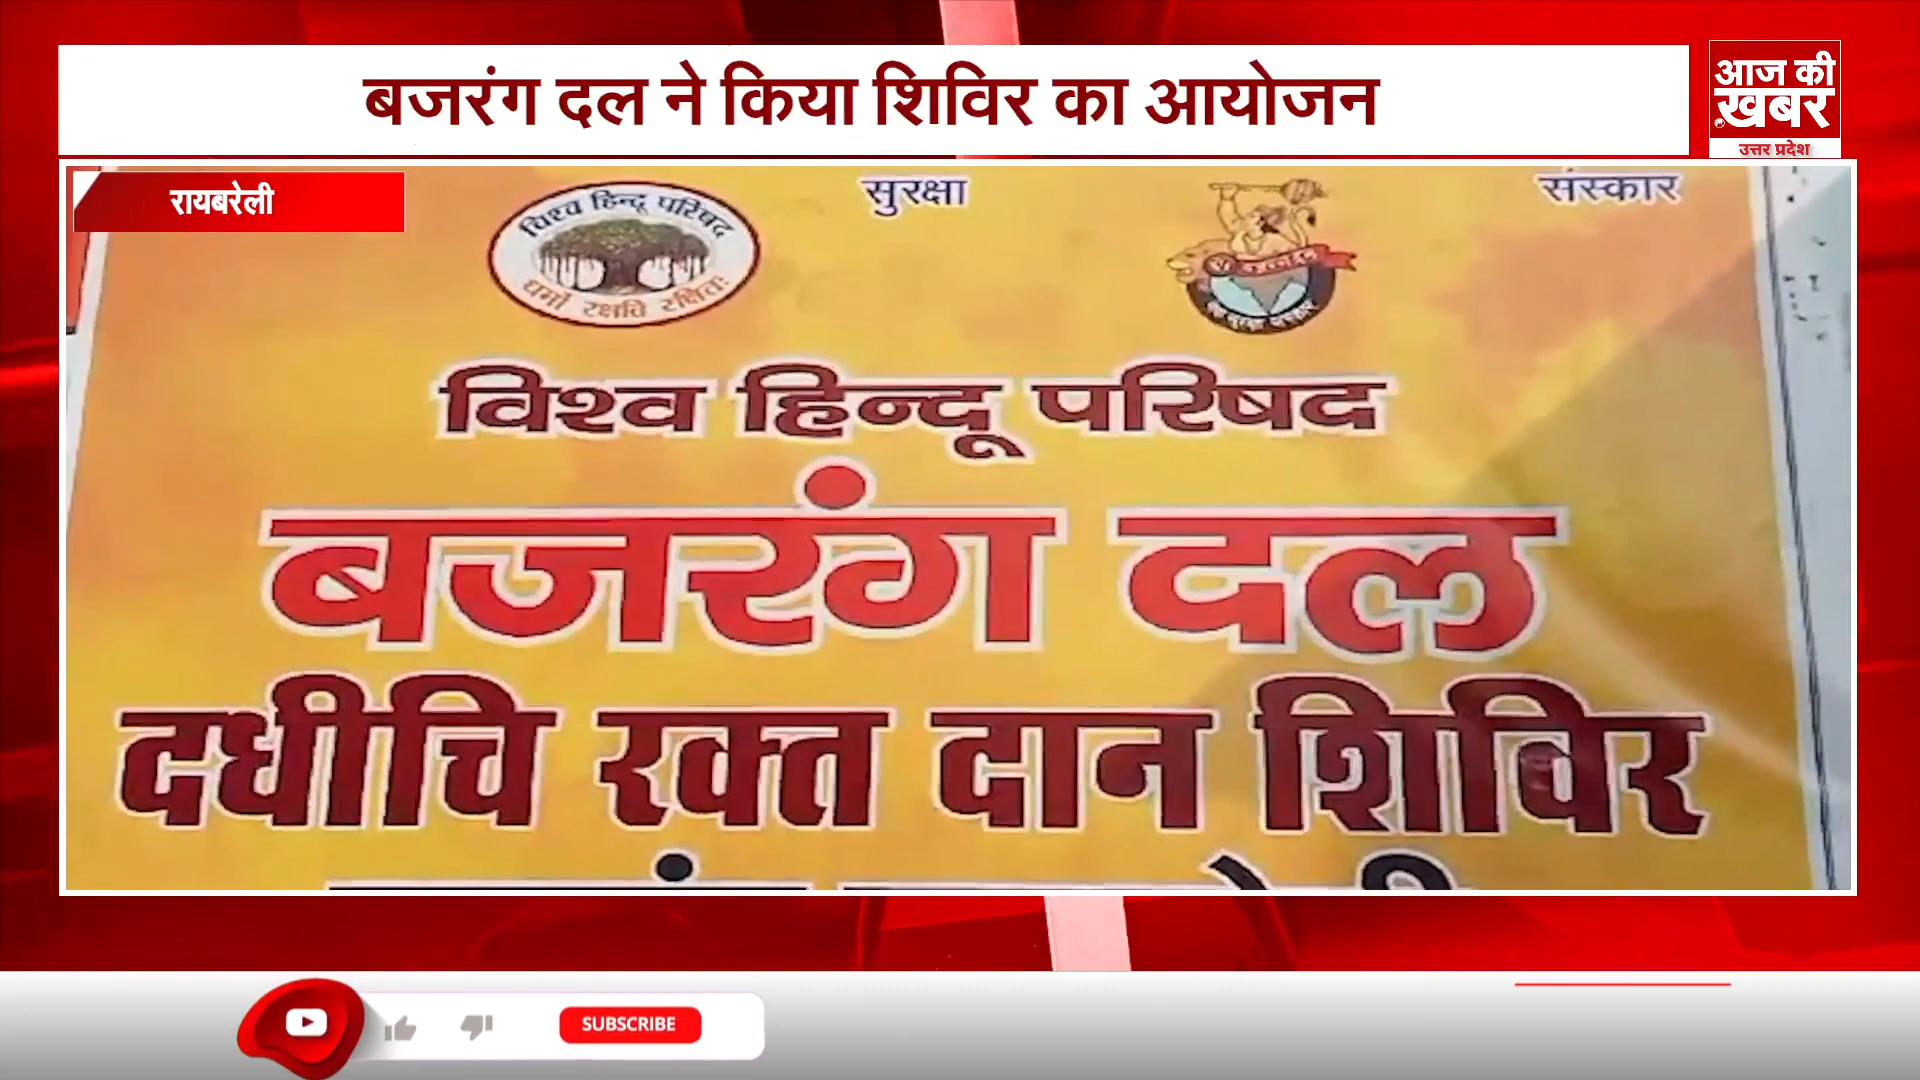 बजरंग दल ने किया शिविर का आयोजन
आज की
ख़बर
उत्तर प्रदेश
रायबरेली
सुरक्षा
संस्कार
विश्व हिन्दू परिषद
धर्मो रक्षति रक्षितः
विश्व हिन्दू परिषद
बजरंग दल
दधीचि रक्त दान शिविर
SUBSCRIBE